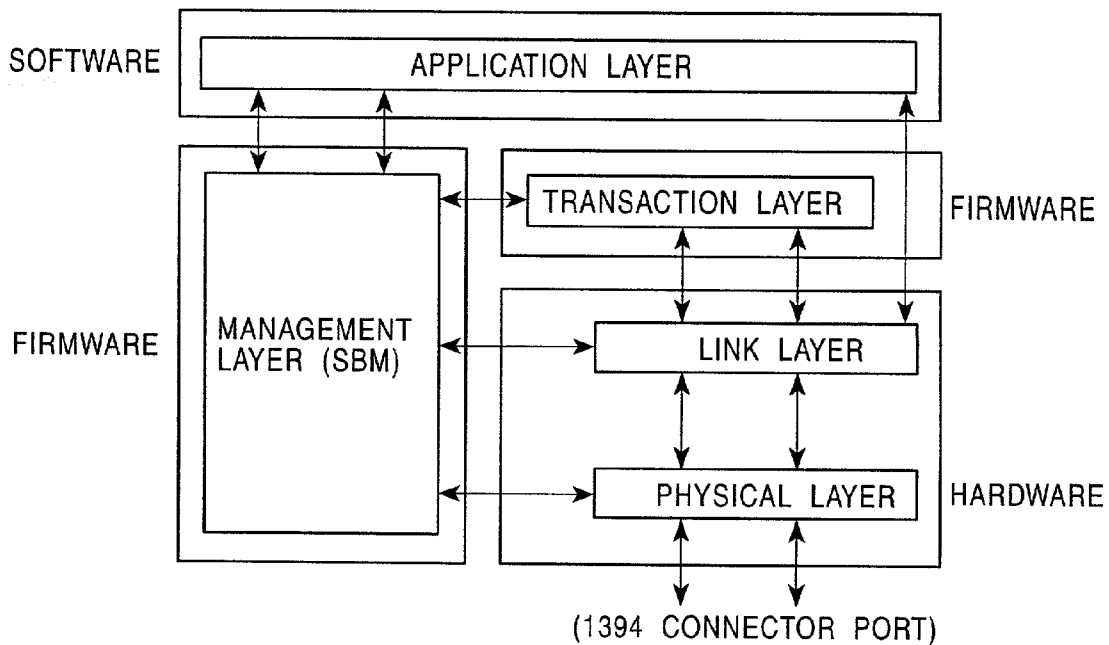 SOFTWARE
APPLICATION LAYER
TRANSACTION LAYER
FIRMWARE
FIRMWARE
MANAGEMENT
LAYER (SBM)
LINK LAYER
PHYSICAL LAYER
HARDWARE
(1394 CONNECTOR PORT)